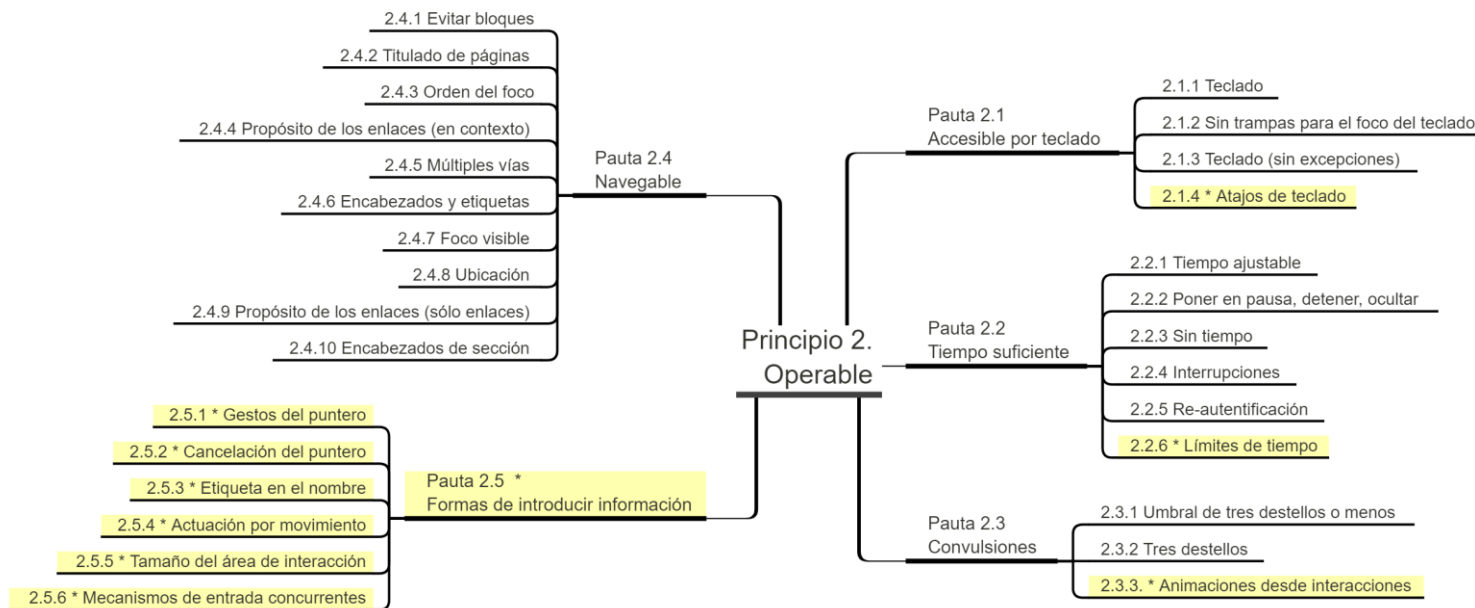 Principio 2.
Operable
Pauta 2.1
Accesible por teclado
2.1.1 Teclado
2.1.2 Sin trampas para el foco del teclado
2.1.3 Teclado (sin excepciones)
2.1.4 * Atajos de teclado
Pauta 2.2
Tiempo suficiente
2.2.1 Tiempo ajustable
2.2.2 Poner en pausa, detener, ocultar
2.2.3 Sin tiempo
2.2.4 Interrupciones
2.2.5 Re-autentificación
2.2.6 * Límites de tiempo
Pauta 2.3
Convulsiones
2.3.1 Umbral de tres destellos o menos
2.3.2 Tres destellos
2.3.3. * Animaciones desde interacciones
Pauta 2.4
Navegable
2.4.1 Evitar bloques
2.4.2 Titulado de páginas
2.4.3 Orden del foco
2.4.4 Propósito de los enlaces (en contexto)
2.4.5 Múltiples vías
2.4.6 Encabezados y etiquetas
2.4.7 Foco visible
2.4.8 Ubicación
2.4.9 Propósito de los enlaces (sólo enlaces)
2.4.10 Encabezados de sección
Pauta 2.5 *
Formas de introducir información
2.5.1 * Gestos del puntero
2.5.2 * Cancelación del puntero
2.5.3 * Etiqueta en el nombre
2.5.4 * Actuación por movimiento
2.5.5 * Tamaño del área de interacción
2.5.6 * Mecanismos de entrada concurrentes